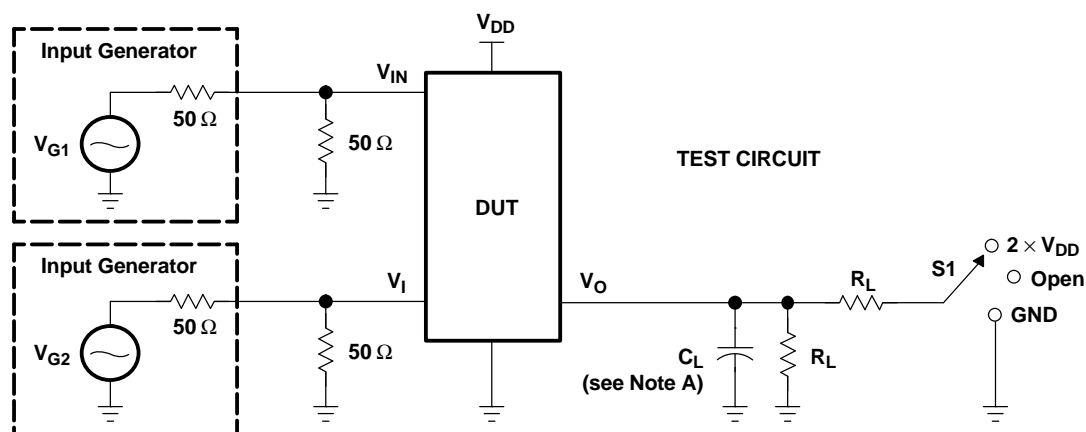 V_DD
Input Generator
V_IN
50 Ω
V_G1
50 Ω
TEST CIRCUIT
DUT
Input Generator
V_I
V_O
S1
2 × V_DD
Open
R_L
GND
50 Ω
V_G2
50 Ω
C_L
(see Note A)
R_L